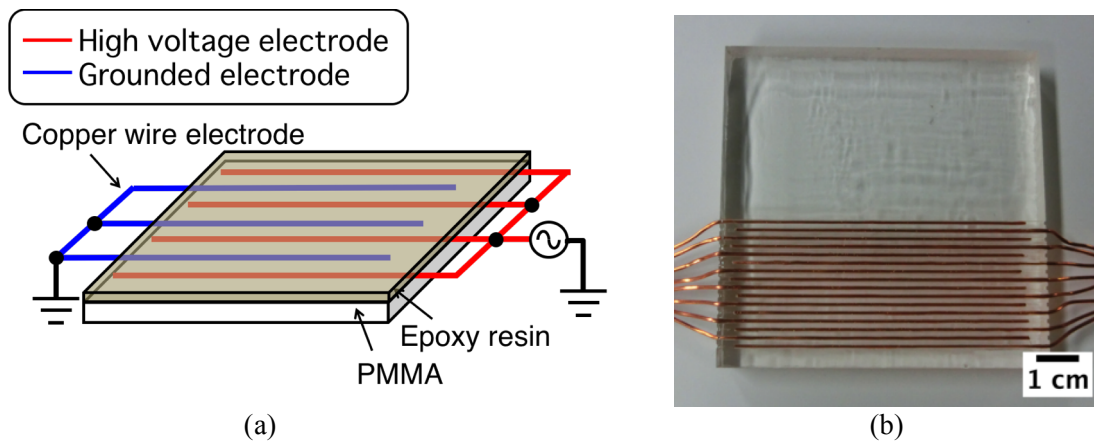 High voltage electrode
Grounded electrode
Copper wire electrode
Epoxy resin
PMMA
1 cm
(a)
(b)